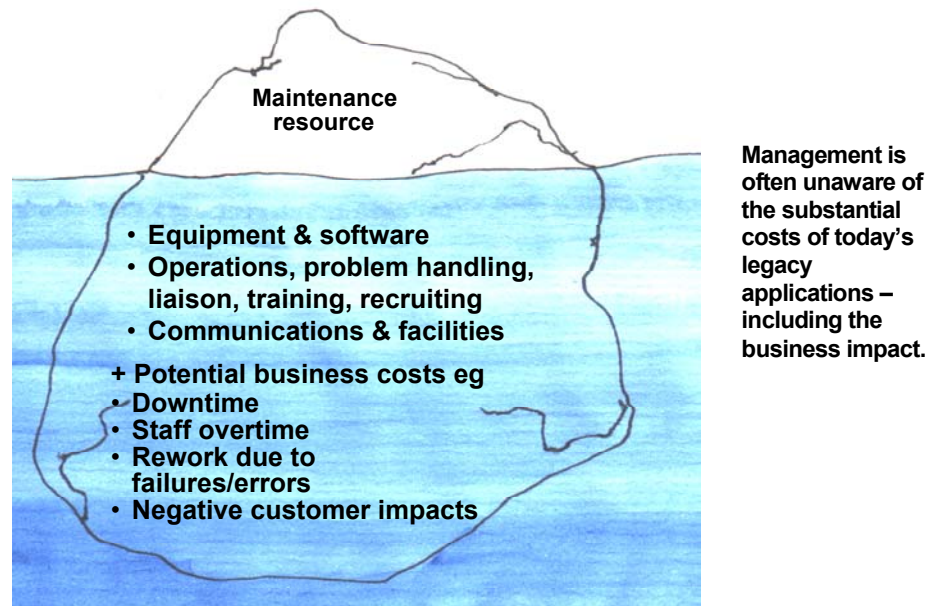 Maintenance
resource
Management is
often unaware of
the substantial
costs of today’s
legacy
applications –
including the
business impact.
• Equipment & software
• Operations, problem handling,
liaison, training, recruiting
• Communications & facilities
+ Potential business costs eg
• Downtime
• Staff overtime
• Rework due to
failures/errors
• Negative customer impacts